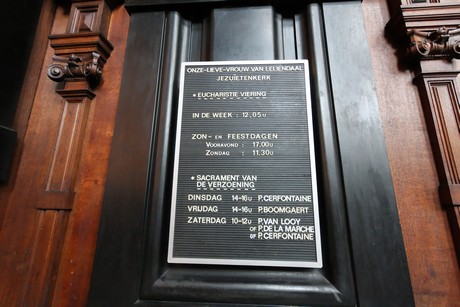 ONZE-LIEVE-VROUW VAN LELIENDAAL
JEZUÏETENKERK
* EUCHARISTIE VIERING
IN DE WEEK : 12,05u
ZON- EN FEESTDAGEN
VOORAVOND : 17.00u
ZONDAG : 11.30u
* SACRAMENT VAN
DE VERZOENING
DINSDAG 14-16u P.CERFONTAINE
VRIJDAG 14-16u P.BOOMGAERT
ZATERDAG 10-12u P.VAN LOOY
OF P.DE LA MARCHE
OF P.CERFONTAINE